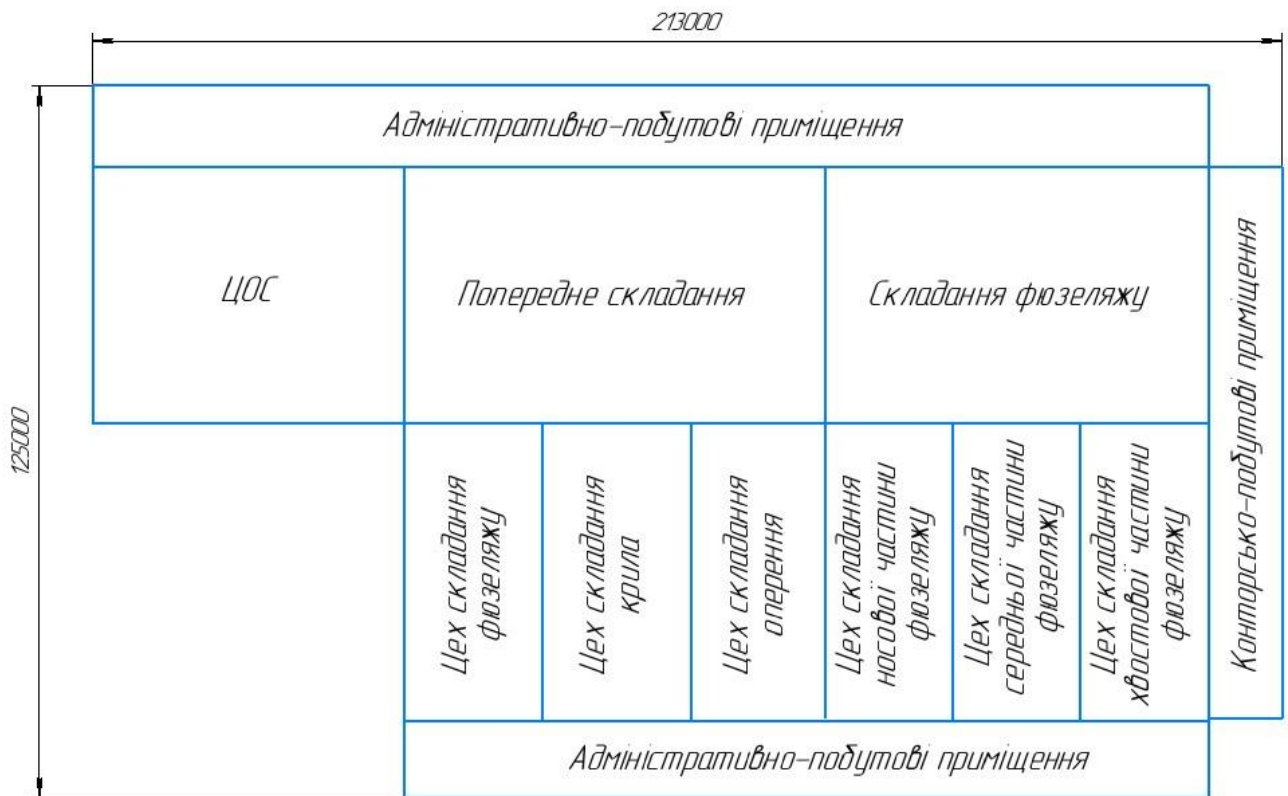 213000
Адміністративно-побутові приміщення
125000
ЦОС
Попереднє складання
Складання фюзеляжу
Конторсько-побутові приміщення
Цех складання
фюзеляжу
Цех складання
крила
Цех складання
оперення
Цех складання
носової частини
фюзеляжу
Цех складання
середньої частини
фюзеляжу
Цех складання
хвостової частини
фюзеляжу
Адміністративно-побутові приміщення